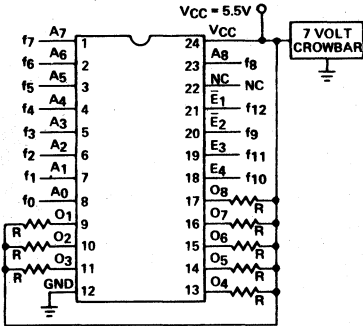 VCC = 5.5V
7 VOLT
CROWBAR
f7 A7 1 24 VCC
f6 A6 2 23 A8 f8
f5 A5 3 22 NC NC
f4 A4 4 21 E̅1 f12
f3 A3 5 20 E̅2 f9
f2 A2 6 19 E3 f11
f1 A1 7 18 E4 f10
f0 A0 8 17 O8 R
R O1 9 16 O7 R
R O2 10 15 O6 R
R O3 11 14 O5 R
GND 12 13 O4 R